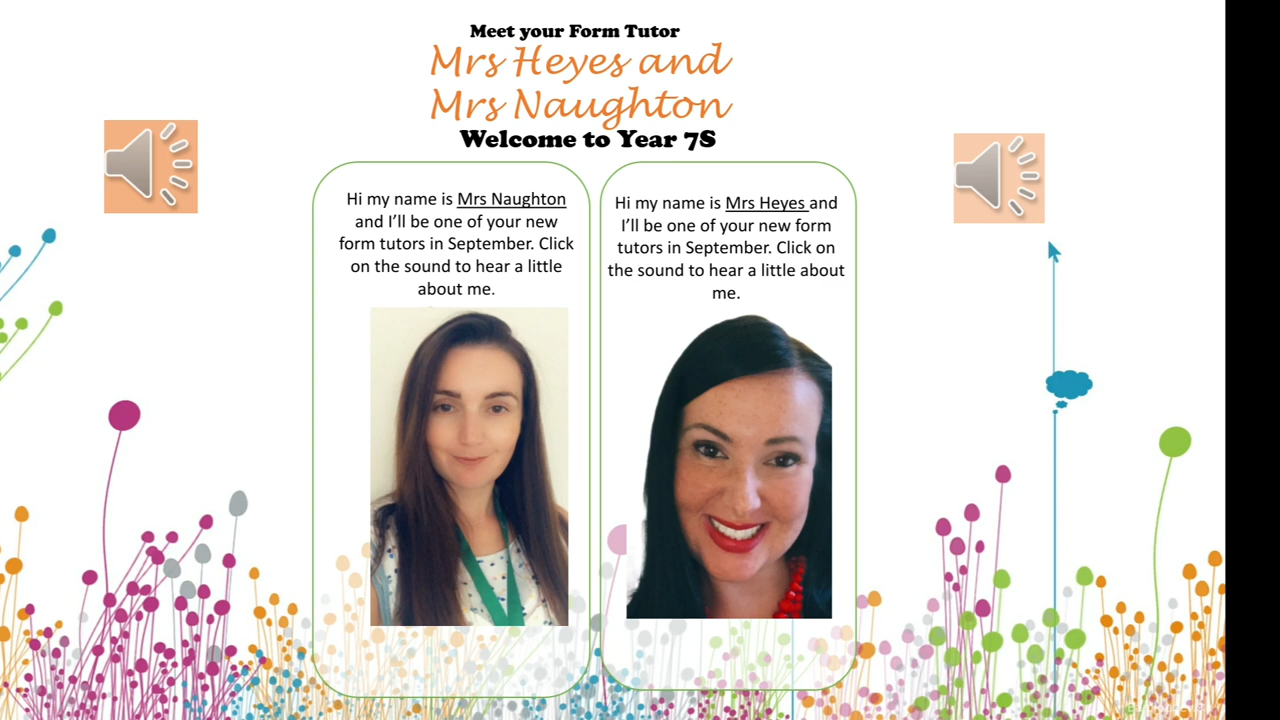 Meet your Form Tutor
Mrs Heyes and
Mrs Naughton
Welcome to Year 7S
Hi my name is Mrs Naughton
and I’ll be one of your new
form tutors in September. Click
on the sound to hear a little
about me.
Hi my name is Mrs Heyes and
I’ll be one of your new form
tutors in September. Click on
the sound to hear a little about
me.